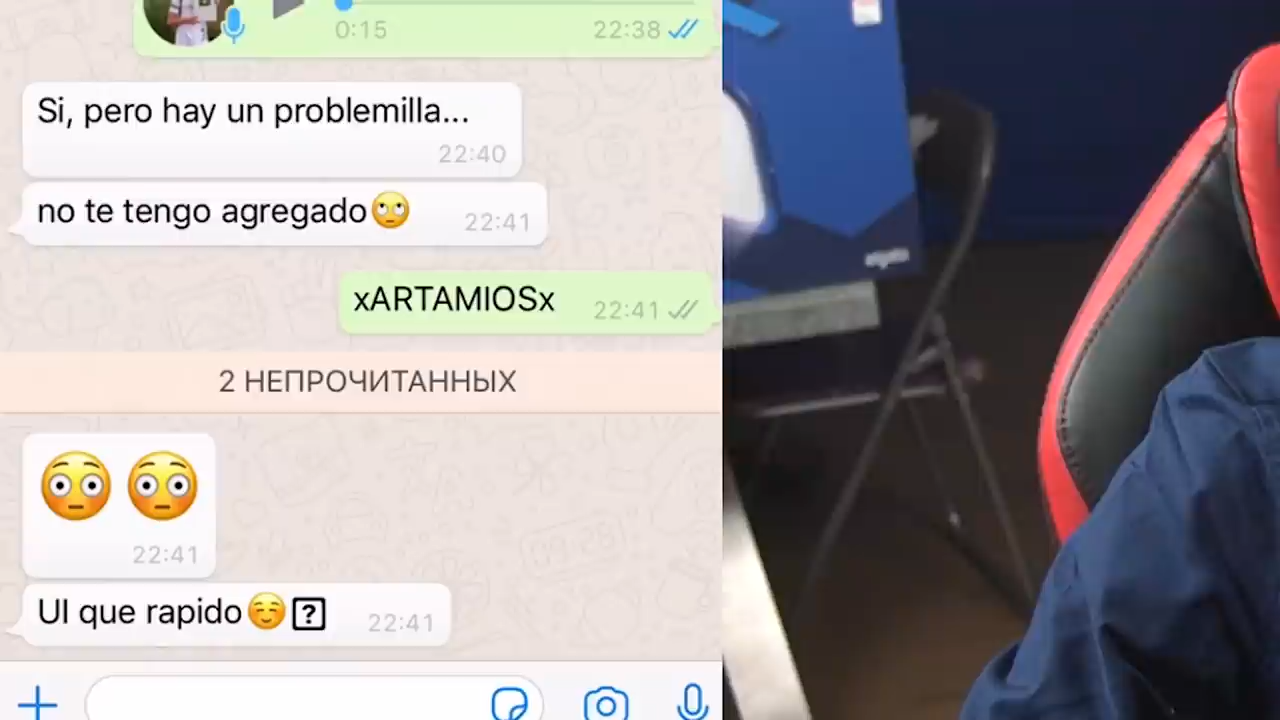 0:15 22:38
Si, pero hay un problemilla...
22:40
no te tengo agregado🙄 22:41
xARTAMIOSx 22:41
2 НЕПРОЧИТАННЫХ
😳 😳
22:41
UI que rapido☺️ 22:41